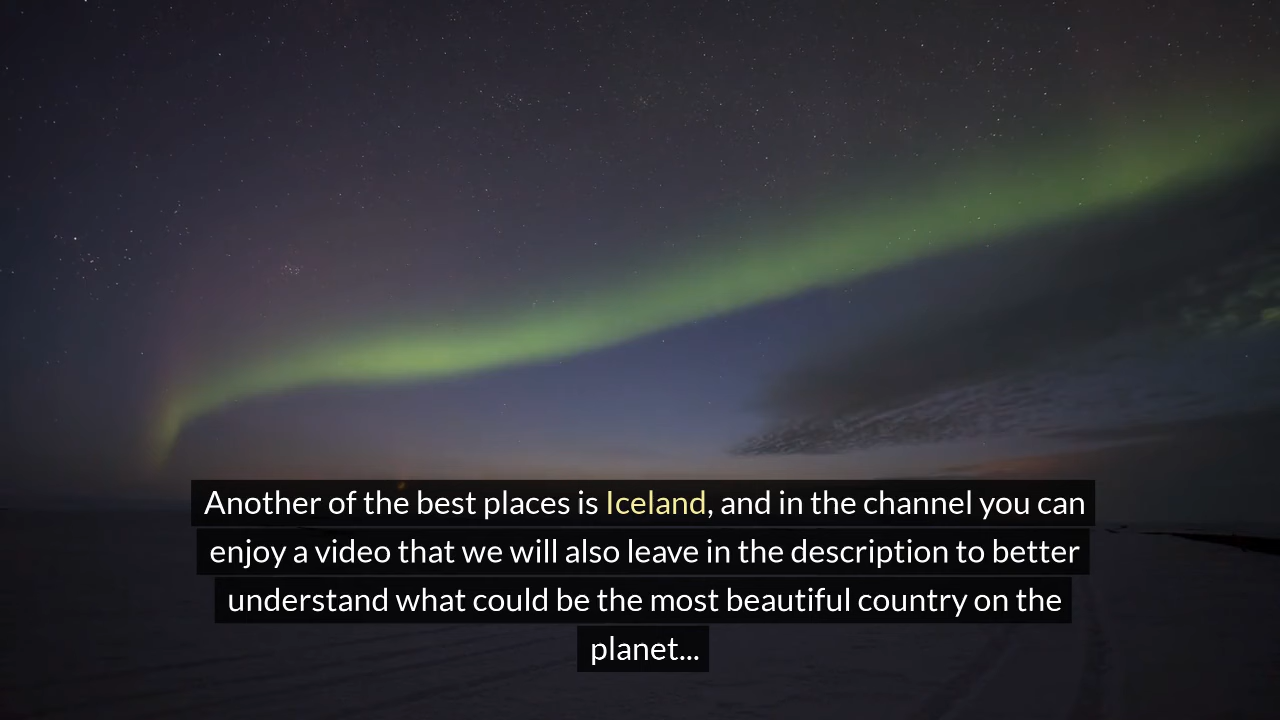 Another of the best places is Iceland, and in the channel you can
enjoy a video that we will also leave in the description to better
understand what could be the most beautiful country on the
planet...